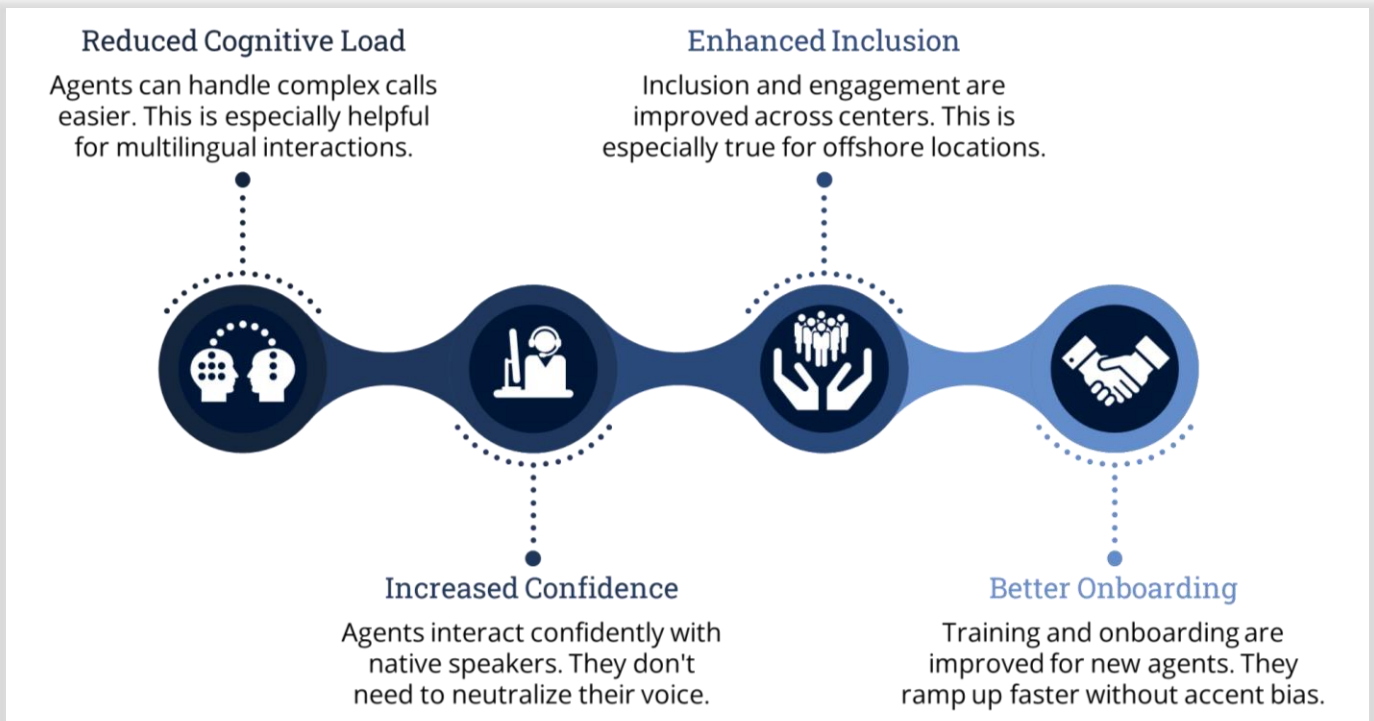 Reduced Cognitive Load
Agents can handle complex calls
easier. This is especially helpful
for multilingual interactions.
Enhanced Inclusion
Inclusion and engagement are
improved across centers. This is
especially true for offshore locations.
Increased Confidence
Agents interact confidently with
native speakers. They don't
need to neutralize their voice.
Better Onboarding
Training and onboarding are
improved for new agents. They
ramp up faster without accent bias.